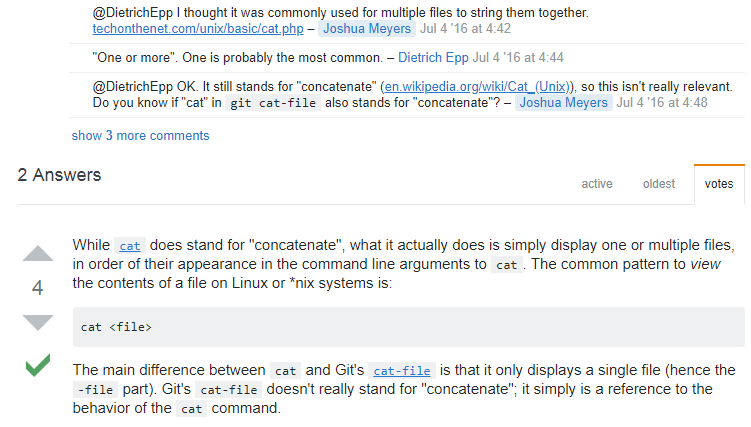 @DietrichEpp I thought it was commonly used for multiple files to string them together.
techonthenet.com/unix/basic/cat.php – Joshua Meyers Jul 4 '16 at 4:42
"One or more". One is probably the most common. – Dietrich Epp Jul 4 '16 at 4:44
@DietrichEpp OK. It still stands for "concatenate" (en.wikipedia.org/wiki/Cat_(Unix)), so this isn't really relevant.
Do you know if "cat" in git cat-file also stands for "concatenate"? – Joshua Meyers Jul 4 '16 at 4:48
show 3 more comments
2 Answers
active oldest votes
While cat does stand for "concatenate", what it actually does is simply display one or multiple files,
in order of their appearance in the command line arguments to cat. The common pattern to view
the contents of a file on Linux or *nix systems is:
4
cat <file>
The main difference between cat and Git's cat-file is that it only displays a single file (hence the
-file part). Git's cat-file doesn't really stand for "concatenate"; it simply is a reference to the
behavior of the cat command.